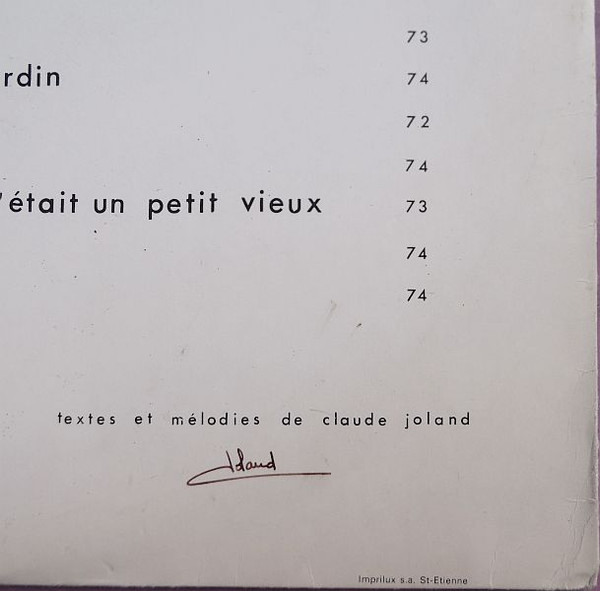 73
rdin 74
72
74
'était un petit vieux 73
74
74
textes et mélodies de claude joland
Joland
Imprilux s.a. St-Etienne